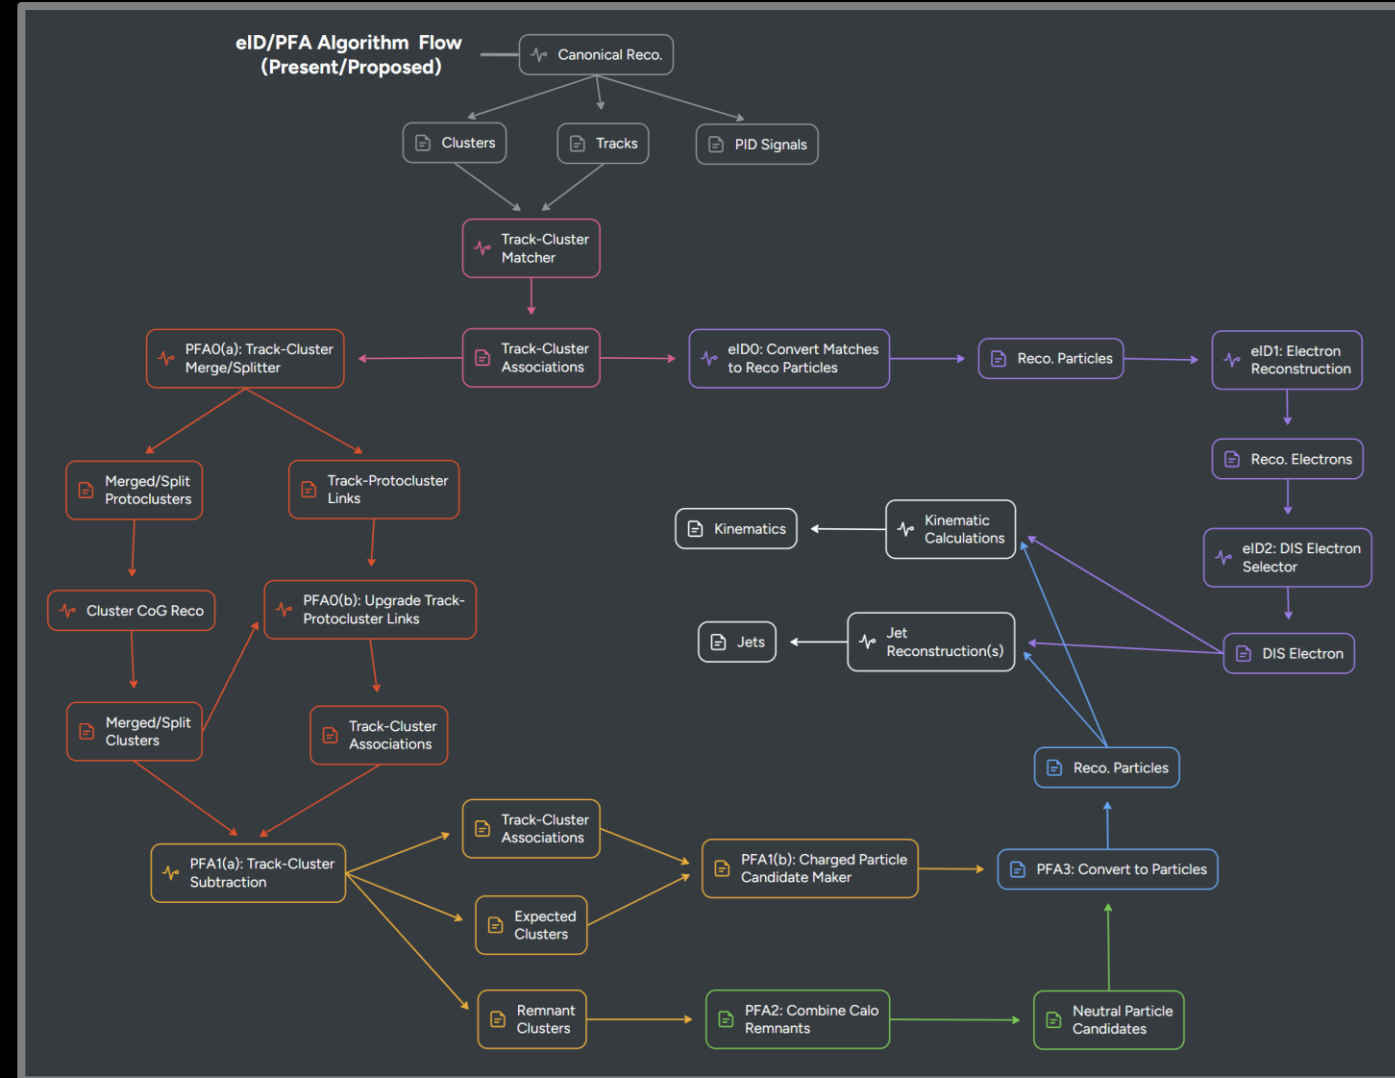 eID/PFA Algorithm Flow
(Present/Proposed)
Canonical Reco.
Clusters
Tracks
PID Signals
Track-Cluster
Matcher
PFA0(a): Track-Cluster
Merge/Splitter
Track-Cluster
Associations
eID0: Convert Matches
to Reco Particles
Reco. Particles
eID1: Electron
Reconstruction
Merged/Split
Protoclusters
Track-Protocluster
Links
Reco. Electrons
Kinematics
Kinematic
Calculations
eID2: DIS Electron
Selector
Cluster CoG Reco
PFA0(b): Upgrade Track-
Protocluster Links
Jets
Jet
Reconstruction(s)
DIS Electron
Merged/Split
Clusters
Track-Cluster
Associations
Reco. Particles
PFA1(a): Track-Cluster
Subtraction
Track-Cluster
Associations
PFA1(b): Charged Particle
Candidate Maker
PFA3: Convert to Particles
Expected
Clusters
Remnant
Clusters
PFA2: Combine Calo
Remnants
Neutral Particle
Candidates